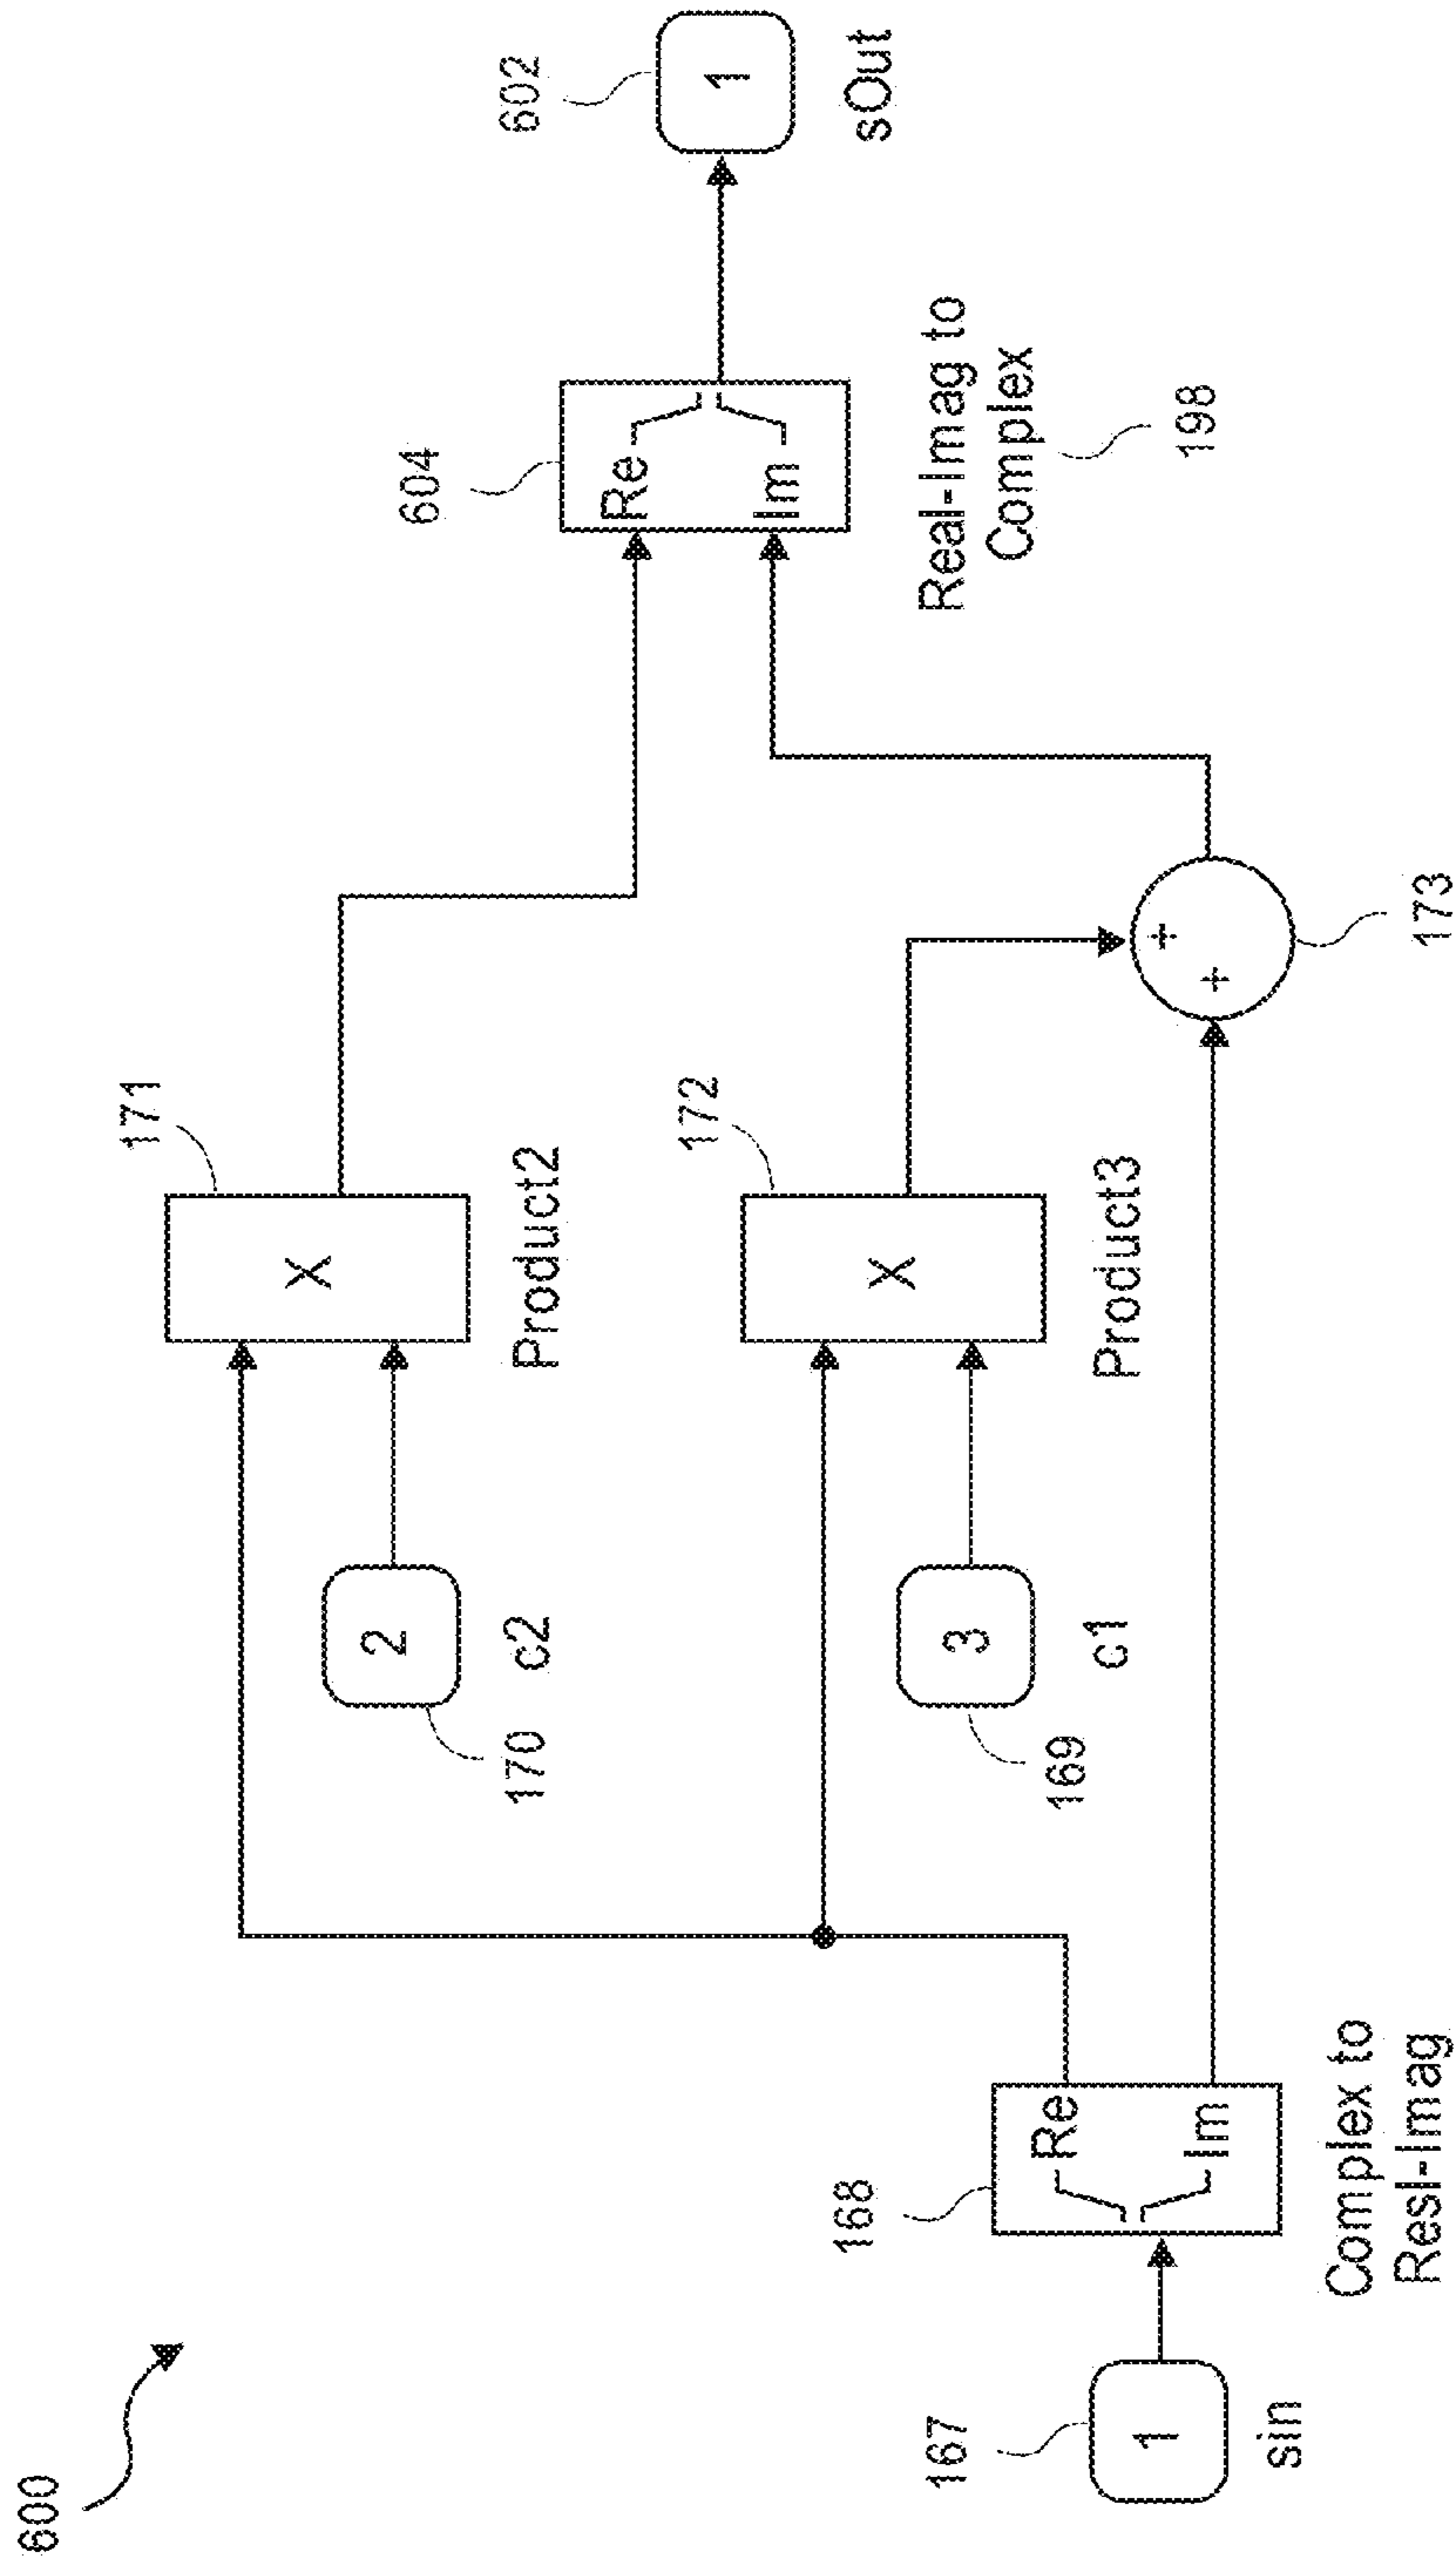 600
171
X
Product2
2
c2
170
602
1
sOut
604
Re
Im
Real-Imag to
Complex
198
172
X
Product3
3
c1
169
+
+
173
168
Re
Im
Complex to
Resl-Imag
167
1
sin